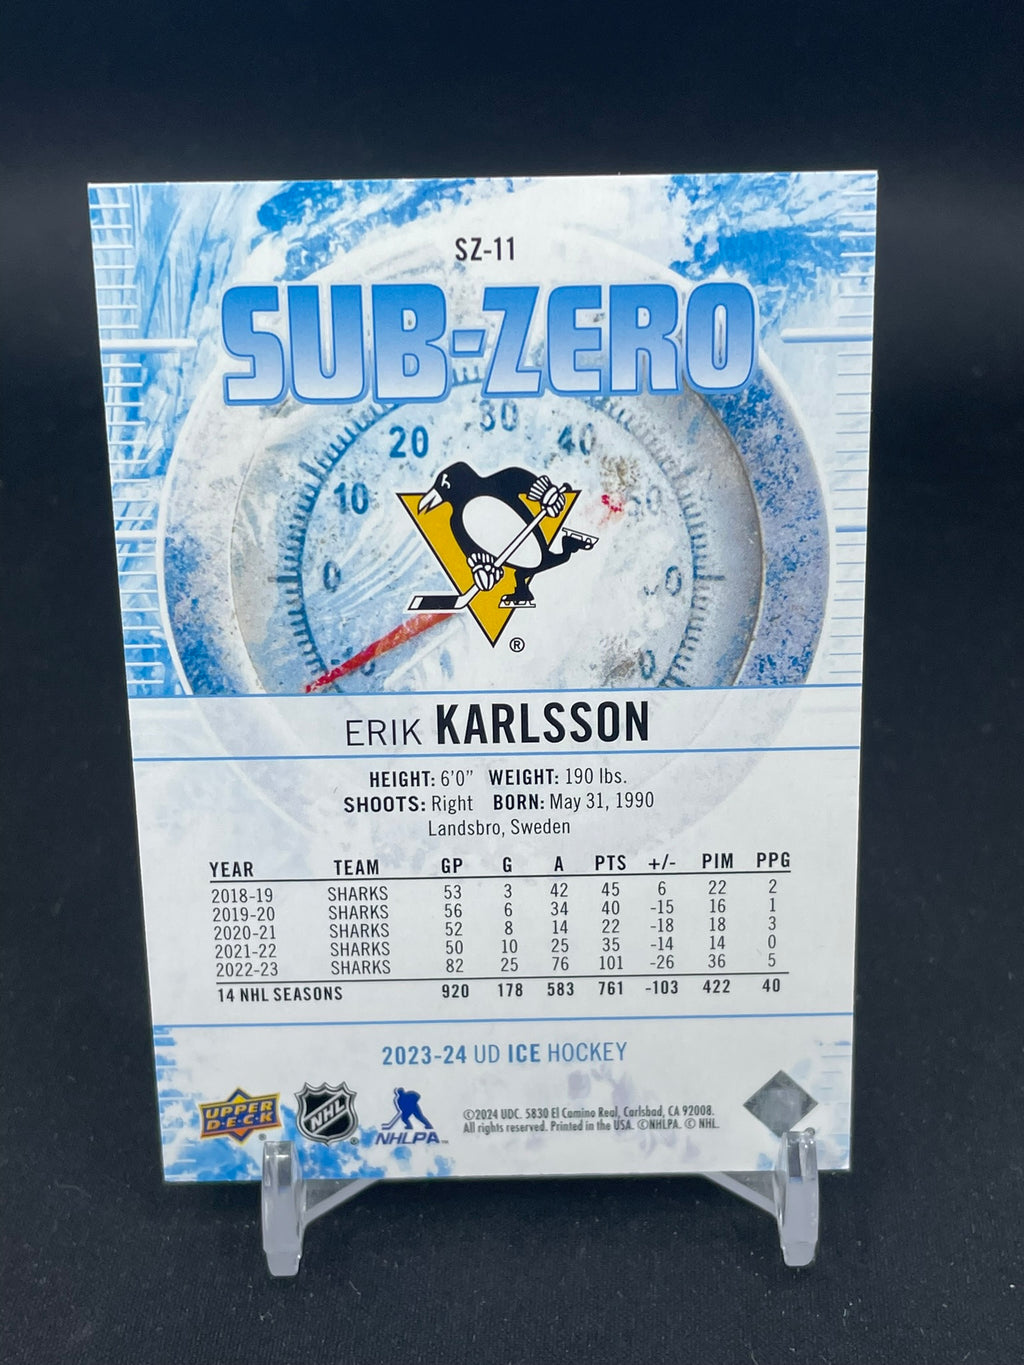 SZ-11
SUB-ZERO
30
20 40
10 50
0
-10
®
ERIK KARLSSON
HEIGHT: 6'0" WEIGHT: 190 lbs.
SHOOTS: Right BORN: May 31, 1990
Landsbro, Sweden
YEAR TEAM GP G A PTS +/- PIM PPG
2018-19 SHARKS 53 3 42 45 6 22 2
2019-20 SHARKS 56 6 34 40 -15 16 1
2020-21 SHARKS 52 8 14 22 -18 18 3
2021-22 SHARKS 50 10 25 35 -14 14 0
2022-23 SHARKS 82 25 76 101 -26 36 5
14 NHL SEASONS 920 178 583 761 -103 422 40
2023-24 UD ICE HOCKEY
UPPER DECK ® NHL ® NHLPA™
©2024 UDC. 5830 El Camino Real, Carlsbad, CA 92008.
All rights reserved. Printed in the USA. ©NHLPA. © NHL.